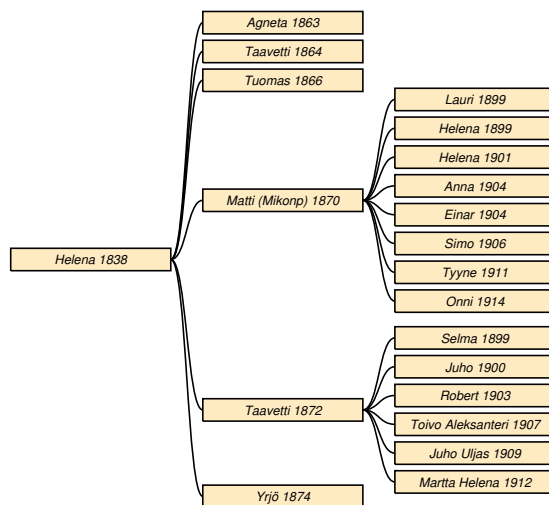 Agneta 1863
Taavetti 1864
Tuomas 1866
Lauri 1899
Helena 1899
Helena 1901
Anna 1904
Matti (Mikonp) 1870
Einar 1904
Simo 1906
Helena 1838
Tyyne 1911
Onni 1914
Selma 1899
Juho 1900
Robert 1903
Taavetti 1872
Toivo Aleksanteri 1907
Juho Uljas 1909
Martta Helena 1912
Yrjö 1874